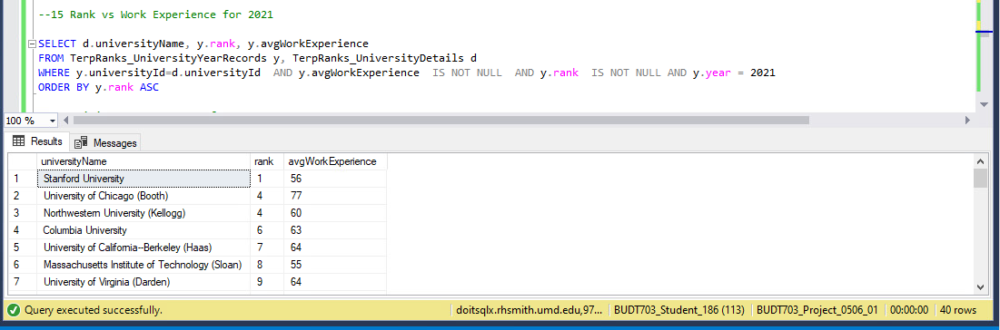 --15 Rank vs Work Experience for 2021
SELECT d.universityName, y.rank, y.avgWorkExperience
FROM TerpRanks_UniversityYearRecords y, TerpRanks_UniversityDetails d
WHERE y.universityId=d.universityId  AND y.avgWorkExperience  IS NOT NULL  AND y.rank  IS NOT NULL AND y.year = 2021
ORDER BY y.rank ASC
100 %
Results Messages
universityName rank avgWorkExperience
1 Stanford University 1 56
2 University of Chicago (Booth) 4 77
3 Northwestern University (Kellogg) 4 60
4 Columbia University 6 63
5 University of California--Berkeley (Haas) 7 64
6 Massachusetts Institute of Technology (Sloan) 8 55
7 University of Virginia (Darden) 9 64
Query executed successfully. doitsqlx.rhsmith.umd.edu,97... BUDT703_Student_186 (113) BUDT703_Project_0506_01 00:00:00 40 rows